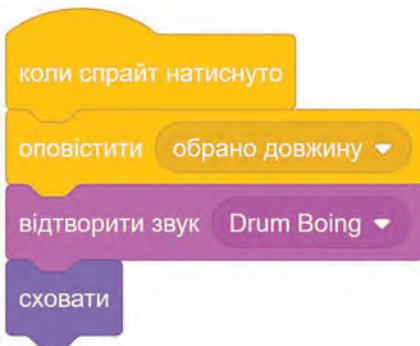 коли спрайт натиснуто
оповістити обрано довжину
відтворити звук Drum Boing
сховати